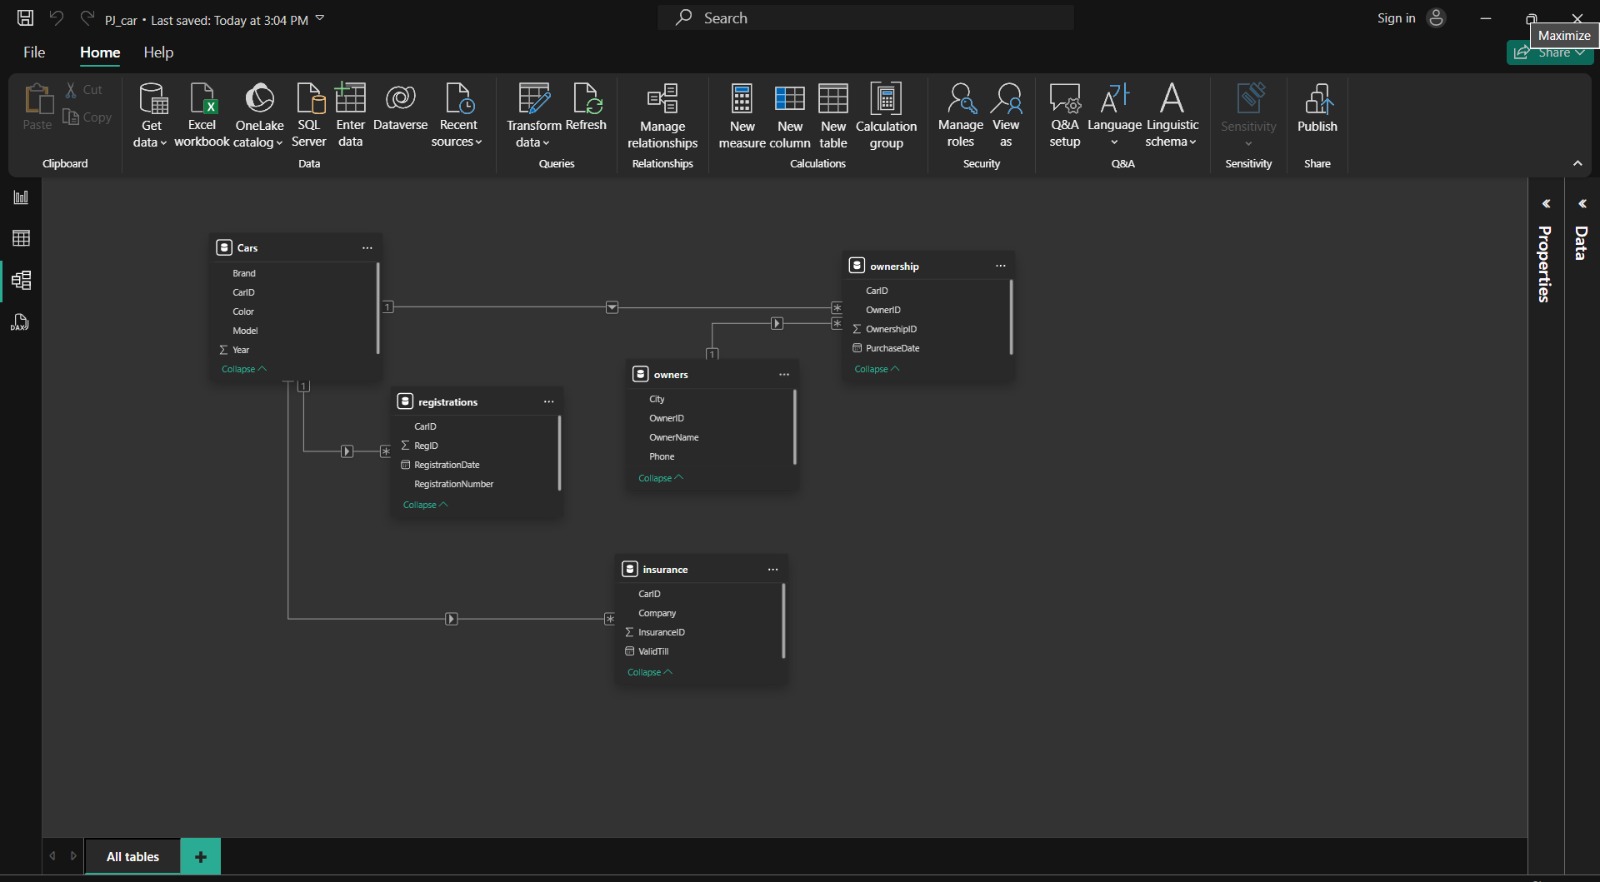 PJ_car • Last saved: Today at 3:04 PM
Search
Sign in
Maximize
File
Home
Help
Share
Paste
Cut
Copy
Clipboard
Get data
Excel workbook
OneLake catalog
SQL Server
Enter data
Dataverse
Recent sources
Data
Transform data
Refresh
Queries
Manage relationships
Relationships
New measure
New column
New table
Calculation group
Calculations
Manage roles
View as
Security
Q&A setup
Language
Linguistic schema
Q&A
Sensitivity
Sensitivity
Publish
Share
DAX
Cars
Brand
CarID
Color
Model
Year
Collapse
1
1
*
registrations
CarID
RegID
RegistrationDate
RegistrationNumber
Collapse
*
owners
City
OwnerID
OwnerName
Phone
Collapse
1
*
ownership
CarID
OwnerID
OwnershipID
PurchaseDate
Collapse
*
insurance
CarID
Company
InsuranceID
ValidTill
Collapse
Properties
Data
All tables